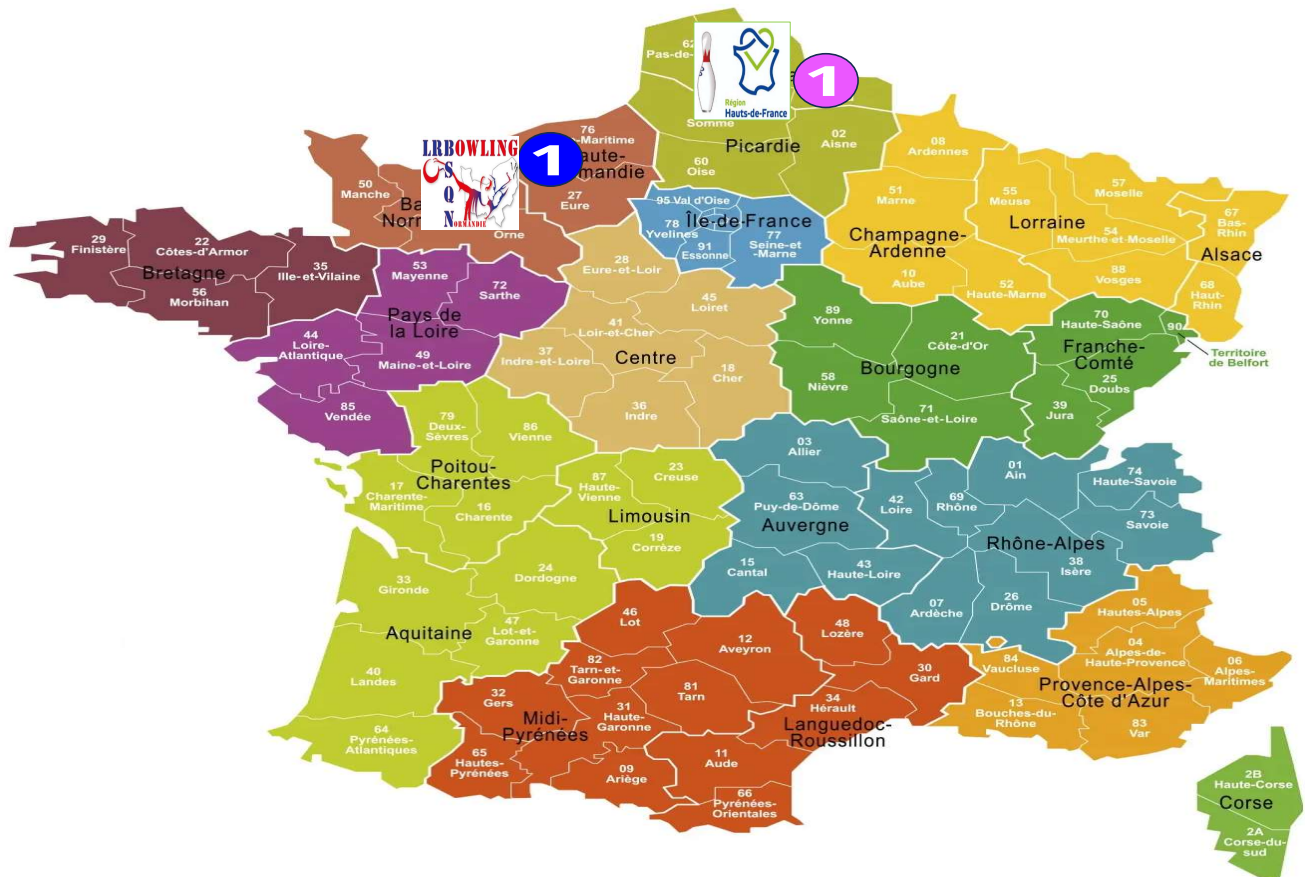 62
Pas-de-
Région
Hauts-de-France
1
Somme
Picardie
02
Aisne
60
Oise
LRBOWLING
S
Q
N
NORMANDIE
1
76
-Maritime
27
Eure
50
Manche
Orne
08
Ardennes
51
Marne
Champagne-
Ardenne
10
Aube
52
Haute-Marne
55
Meuse
57
Moselle
Lorraine
54
Meurthe-et-Moselle
88
Vosges
67
Bas-
Rhin
Alsace
68
Haut-
Rhin
95 Val d'Oise
Île-de-France
78
Yvelines
91
Essonne
77
Seine-et
-Marne
29
Finistère
22
Côtes-d'Armor
Bretagne
35
Ille-et-Vilaine
56
Morbihan
53
Mayenne
72
Sarthe
Pays de
la Loire
44
Loire-
Atlantique
49
Maine-et-Loire
85
Vendée
28
Eure-et-Loir
45
Loiret
41
Loir-et-Cher
37
Indre-et-Loire
Centre
18
Cher
36
Indre
89
Yonne
21
Côte-d'Or
Bourgogne
58
Nièvre
71
Saône-et-Loire
70
Haute-Saône
90
Territoire
de Belfort
Franche-
Comté
25
Doubs
39
Jura
79
Deux-
Sèvres
86
Vienne
Poitou-
Charentes
17
Charente-
Maritime
16
Charente
87
Haute-
Vienne
23
Creuse
Limousin
19
Corrèze
03
Allier
63
Puy-de-Dôme
Auvergne
15
Cantal
43
Haute-Loire
42
Loire
69
Rhône
01
Ain
74
Haute-Savoie
73
Savoie
Rhône-Alpes
38
Isère
07
Ardèche
26
Drôme
33
Gironde
24
Dordogne
Aquitaine
47
Lot-et-
Garonne
40
Landes
64
Pyrénées-
Atlantiques
46
Lot
12
Aveyron
82
Tarn-et-
Garonne
81
Tarn
32
Gers
Midi-
Pyrénées
31
Haute-
Garonne
65
Hautes-
Pyrénées
09
Ariège
48
Lozère
30
Gard
34
Hérault
Languedoc-
Roussillon
11
Aude
66
Pyrénées-
Orientales
05
Hautes-Alpes
04
Alpes-de-
Haute-Provence
06
Alpes-
Maritimes
84
Vaucluse
Provence-Alpes-
Côte d'Azur
13
Bouches-du-
Rhône
83
Var
2B
Haute-Corse
Corse
2A
Corse-du-
sud